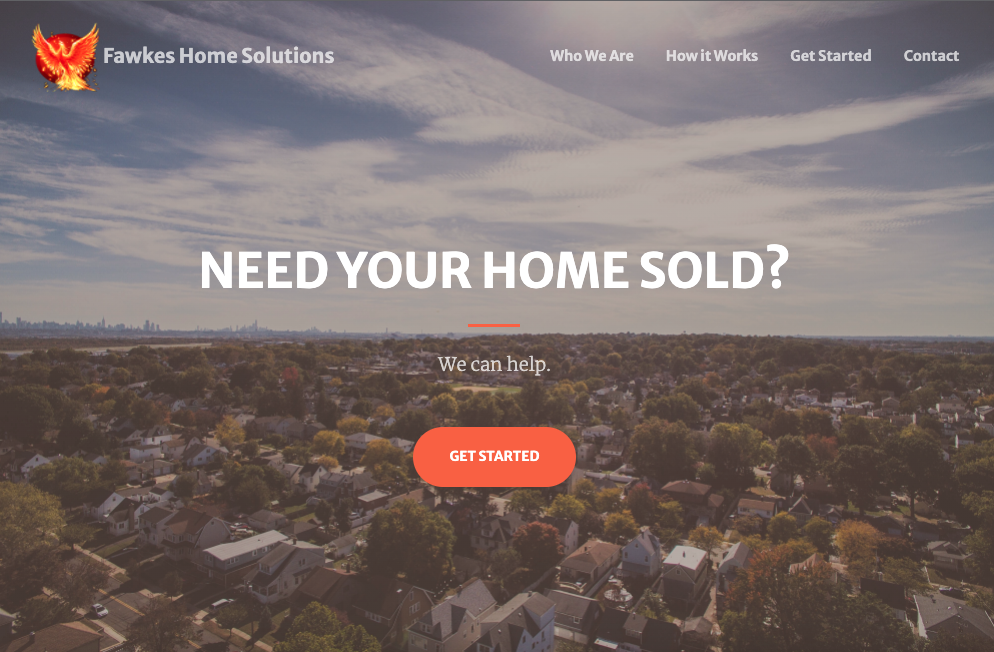 Fawkes Home Solutions
Who We Are
How it Works
Get Started
Contact
NEED YOUR HOME SOLD?
We can help.
GET STARTED